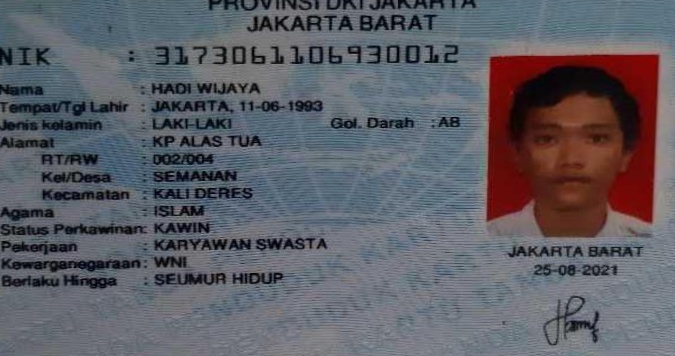 PROVINSI DKI JAKARTA
JAKARTA BARAT
NIK : 3173061106930012
Nama : HADI WIJAYA
Tempat/Tgl Lahir : JAKARTA, 11-06-1993
Jenis kelamin : LAKI-LAKI Gol. Darah : AB
Alamat : KP ALAS TUA
RT/RW : 002/004
Kel/Desa : SEMANAN
Kecamatan : KALI DERES
Agama : ISLAM
Status Perkawinan: KAWIN
Pekerjaan : KARYAWAN SWASTA
Kewarganegaraan: WNI
Berlaku Hingga : SEUMUR HIDUP
JAKARTA BARAT
25-08-2021